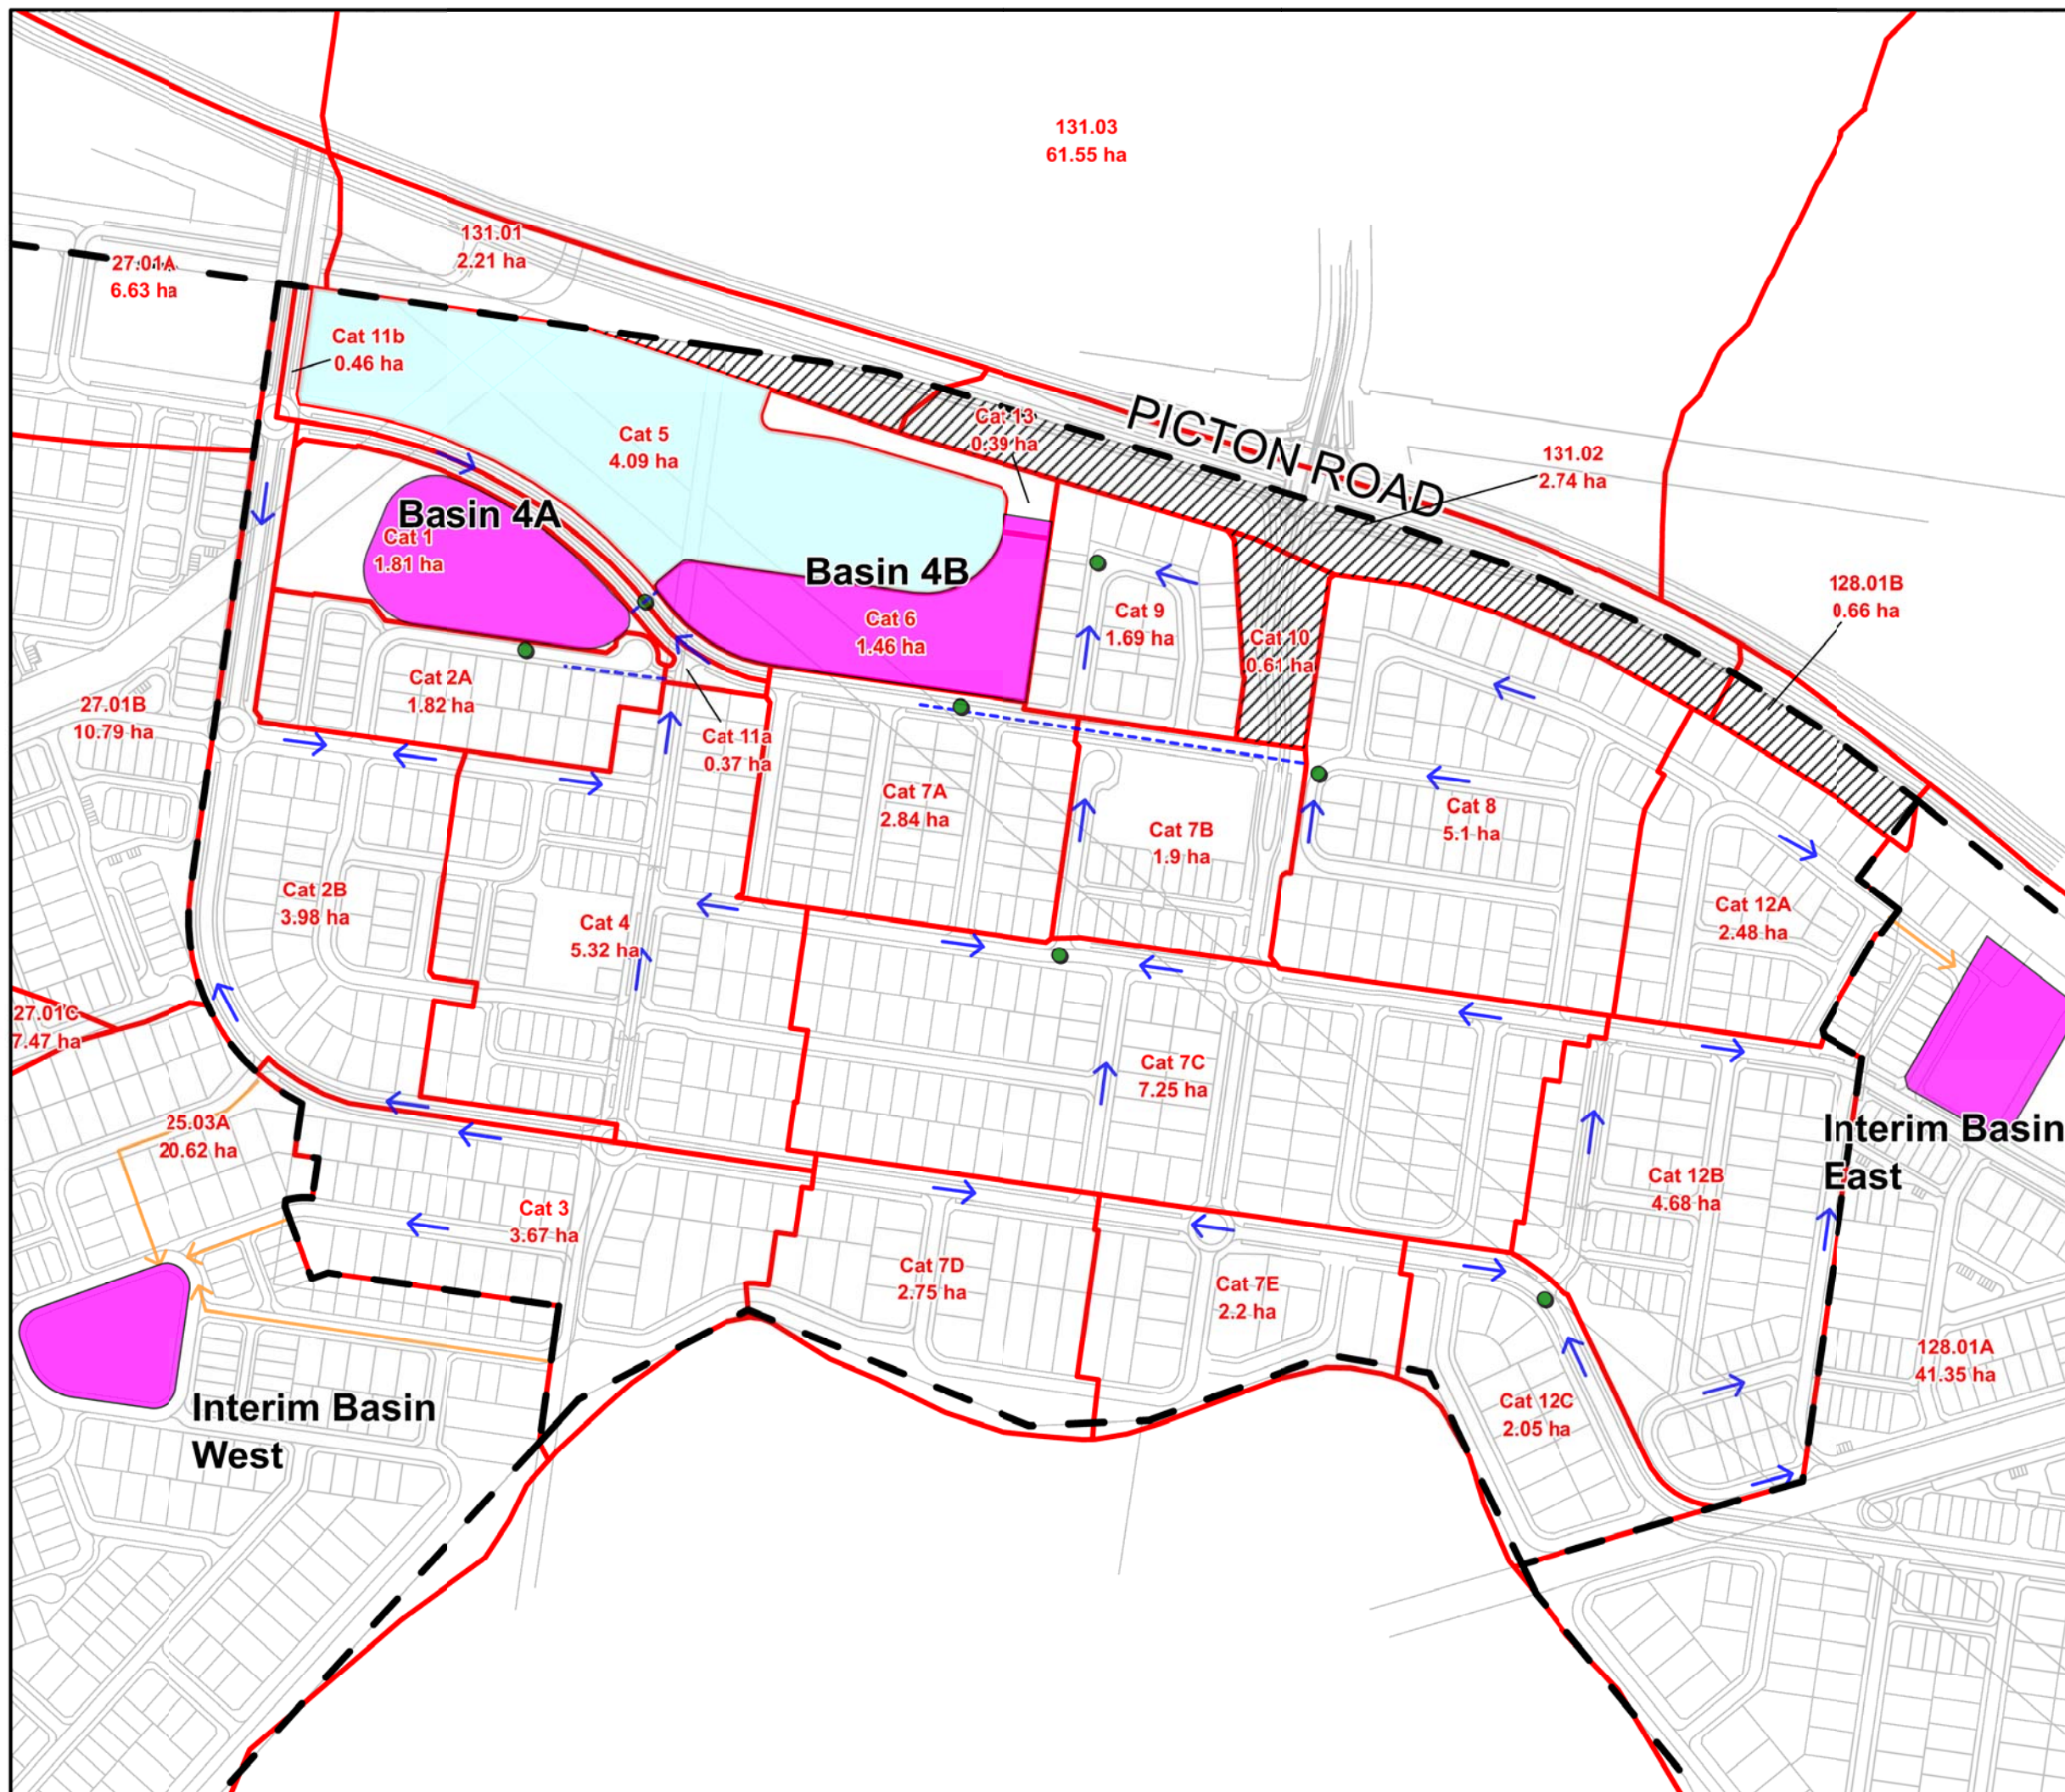 131.03
61.55 ha
131.01
2.21 ha
27.01A
6.63 ha
Cat 11b
0.46 ha
Cat 5
4.09 ha
Cat 13
0.39 ha
PICTON ROAD
131.02
2.74 ha
Basin 4A
Cat 1
1.81 ha
Basin 4B
Cat 6
1.46 ha
Cat 9
1.69 ha
Cat 10
0.61 ha
128.01B
0.66 ha
Cat 2A
1.82 ha
27.01B
10.79 ha
Cat 11a
0.37 ha
Cat 7A
2.84 ha
Cat 7B
1.9 ha
Cat 8
5.1 ha
Cat 2B
3.98 ha
Cat 4
5.32 ha
Cat 12A
2.48 ha
27.01C
7.47 ha
Cat 7C
7.25 ha
25.03A
20.62 ha
Interim Basin
East
Cat 12B
4.68 ha
Cat 3
3.67 ha
Cat 7D
2.75 ha
Cat 7E
2.2 ha
128.01A
41.35 ha
Cat 12C
2.05 ha
Interim Basin
West